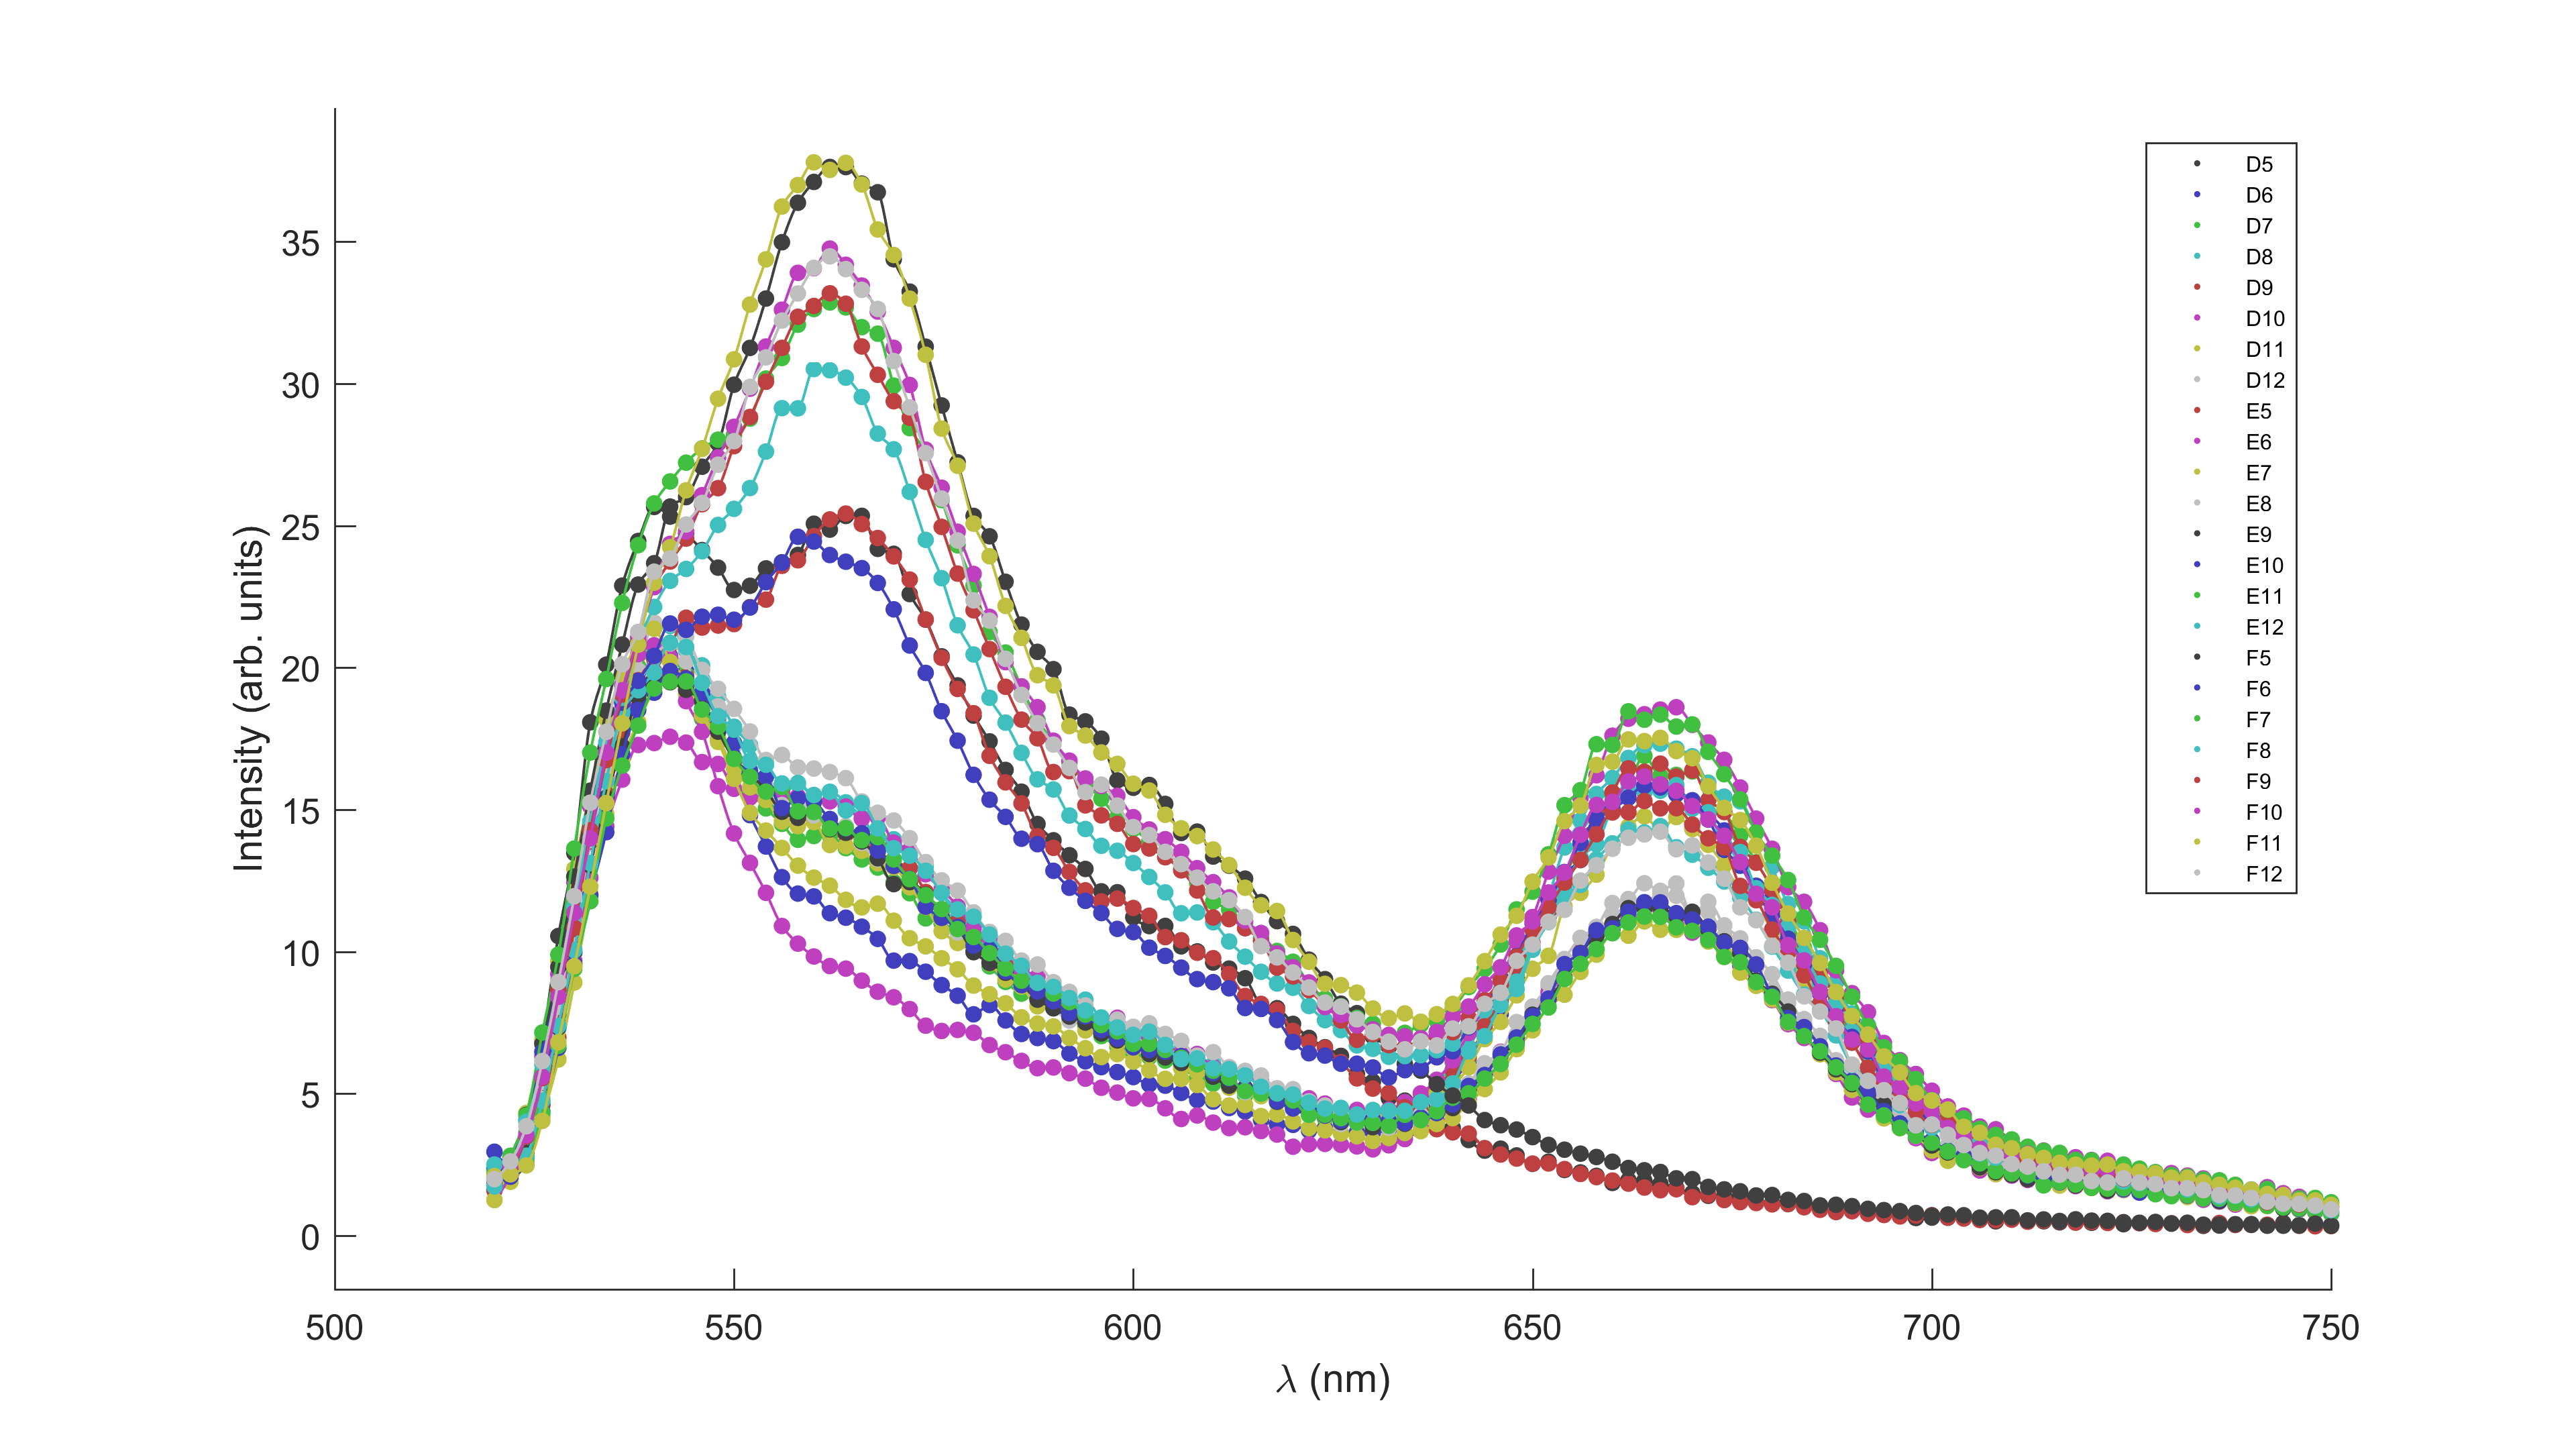 35
30
25
20
15
10
5
0
Intensity (arb. units)
500
550
600
650
700
750
λ (nm)
D5
D6
D7
D8
D9
D10
D11
D12
E5
E6
E7
E8
E9
E10
E11
E12
F5
F6
F7
F8
F9
F10
F11
F12